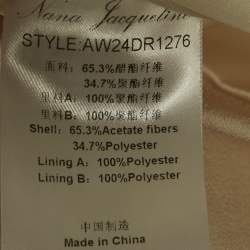 Nana Jacqueline
STYLE:AW24DR1276
面料: 65.3%醋酯纤维
34.7%聚酯纤维
里料A: 100%聚酯纤维
里料B: 100%聚酯纤维
Shell: 65.3%Acetate fibers
34.7%Polyester
Lining A: 100%Polyester
Lining B: 100%Polyester
中国制造
Made in China